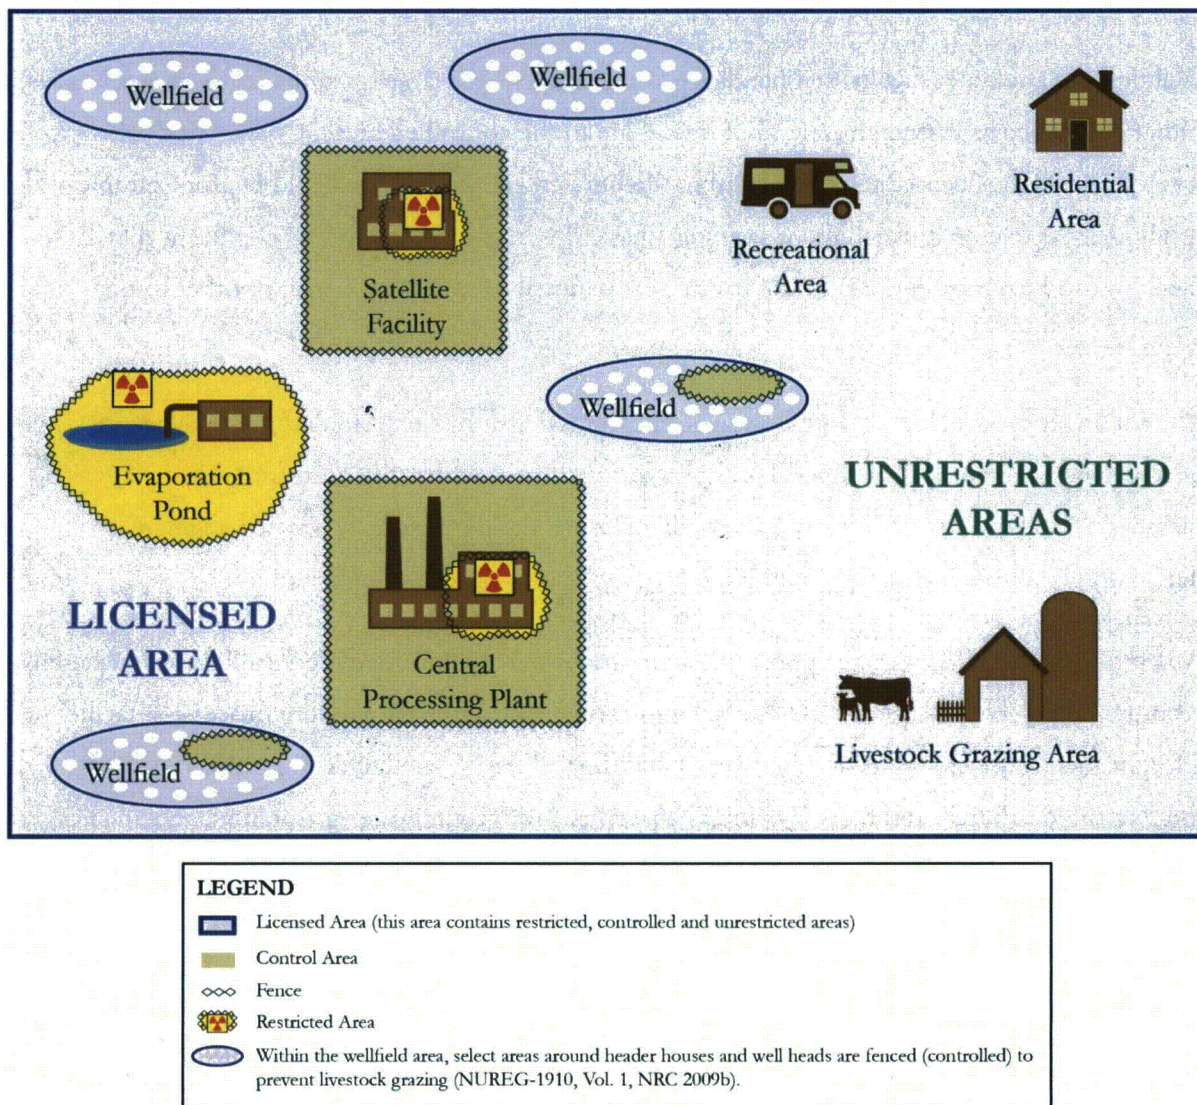 Wellfield
Wellfield
Residential
Area
Recreational
Area
Satellite
Facility
Wellfield
Evaporation
Pond
UNRESTRICTED
AREAS
LICENSED
AREA
Central
Processing Plant
Wellfield
Livestock Grazing Area
LEGEND
Licensed Area (this area contains restricted, controlled and unrestricted areas)
Control Area
Fence
Restricted Area
Within the wellfield area, select areas around header houses and well heads are fenced (controlled) to
prevent livestock grazing (NUREG-1910, Vol. 1, NRC 2009b).